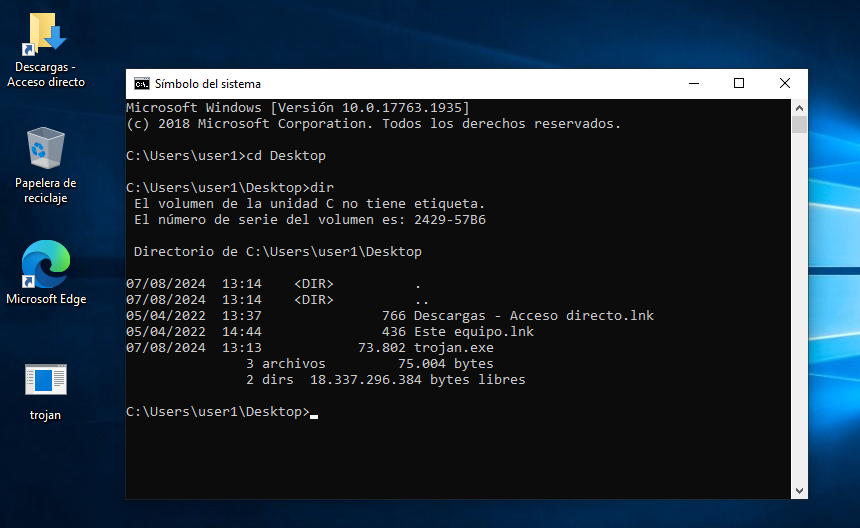 Descargas -
Acceso directo
Papelera de
reciclaje
Microsoft Edge
trojan
C:\.
Símbolo del sistema
Microsoft Windows [Versión 10.0.17763.1935]
(c) 2018 Microsoft Corporation. Todos los derechos reservados.
C:\Users\user1>cd Desktop
C:\Users\user1\Desktop>dir
 El volumen de la unidad C no tiene etiqueta.
 El número de serie del volumen es: 2429-57B6
 Directorio de C:\Users\user1\Desktop
07/08/2024  13:14    <DIR>          .
07/08/2024  13:14    <DIR>          ..
05/04/2022  13:37               766 Descargas - Acceso directo.lnk
05/04/2022  14:44               436 Este equipo.lnk
07/08/2024  13:13            73.802 trojan.exe
               3 archivos         75.004 bytes
               2 dirs  18.337.296.384 bytes libres
C:\Users\user1\Desktop>